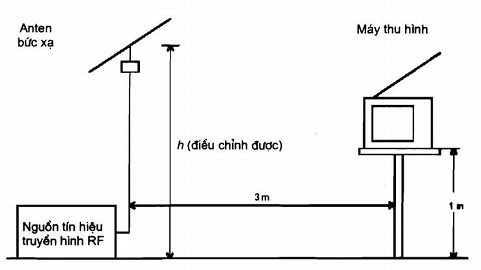 Anten
bức xạ
Máy thu hình
h (điều chỉnh được)
3 m
1 m
Nguồn tín hiệu
truyền hình RF